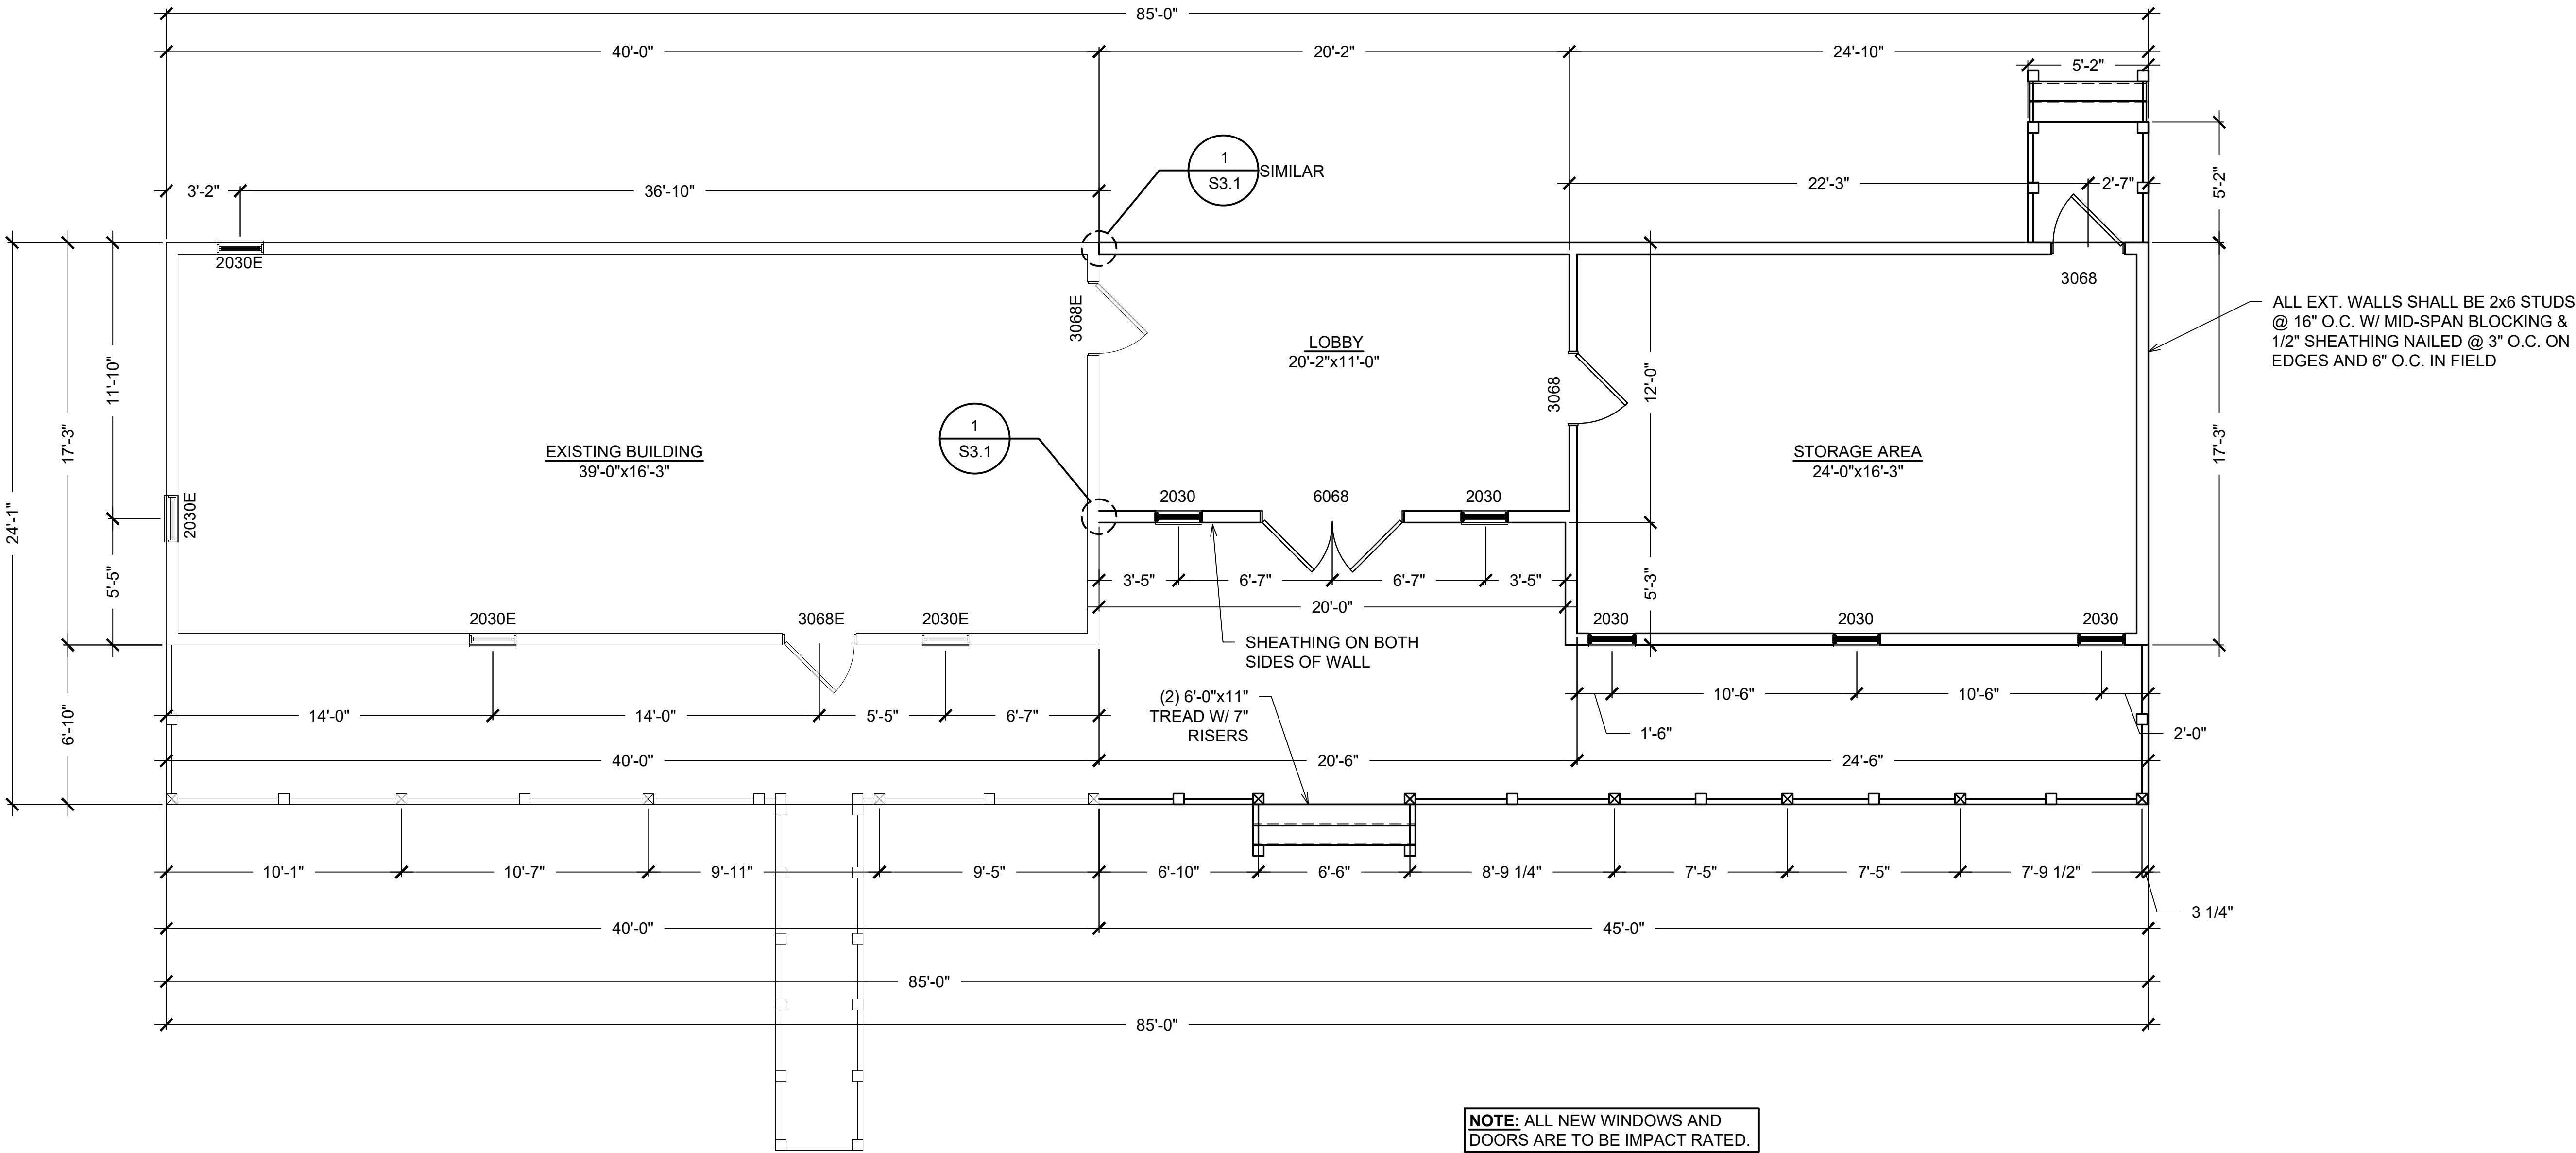 85'-0"
40'-0"
20'-2"
24'-10"
5'-2"
1
S3.1
SIMILAR
3'-2"
36'-10"
22'-3"
2'-7"
5'-2"
2030E
3068E
3068
ALL EXT. WALLS SHALL BE 2x6 STUDS
@ 16" O.C. W/ MID-SPAN BLOCKING &
1/2" SHEATHING NAILED @ 3" O.C. ON
EDGES AND 6" O.C. IN FIELD
LOBBY
20'-2"x11'-0"
11'-10"
12'-0"
3068
17'-3"
17'-3"
24'-1"
1
S3.1
EXISTING BUILDING
39'-0"x16'-3"
STORAGE AREA
24'-0"x16'-3"
2030E
2030
6068
2030
5'-5"
3'-5"
6'-7"
6'-7"
3'-5"
5'-3"
20'-0"
2030E
3068E
2030E
2030
2030
2030
SHEATHING ON BOTH
SIDES OF WALL
(2) 6'-0"x11"
TREAD W/ 7"
RISERS
10'-6"
10'-6"
14'-0"
14'-0"
5'-5"
6'-7"
1'-6"
2'-0"
6'-10"
40'-0"
20'-6"
24'-6"
10'-1"
10'-7"
9'-11"
9'-5"
6'-10"
6'-6"
8'-9 1/4"
7'-5"
7'-5"
7'-9 1/2"
3 1/4"
40'-0"
45'-0"
85'-0"
85'-0"
NOTE: ALL NEW WINDOWS AND
DOORS ARE TO BE IMPACT RATED.